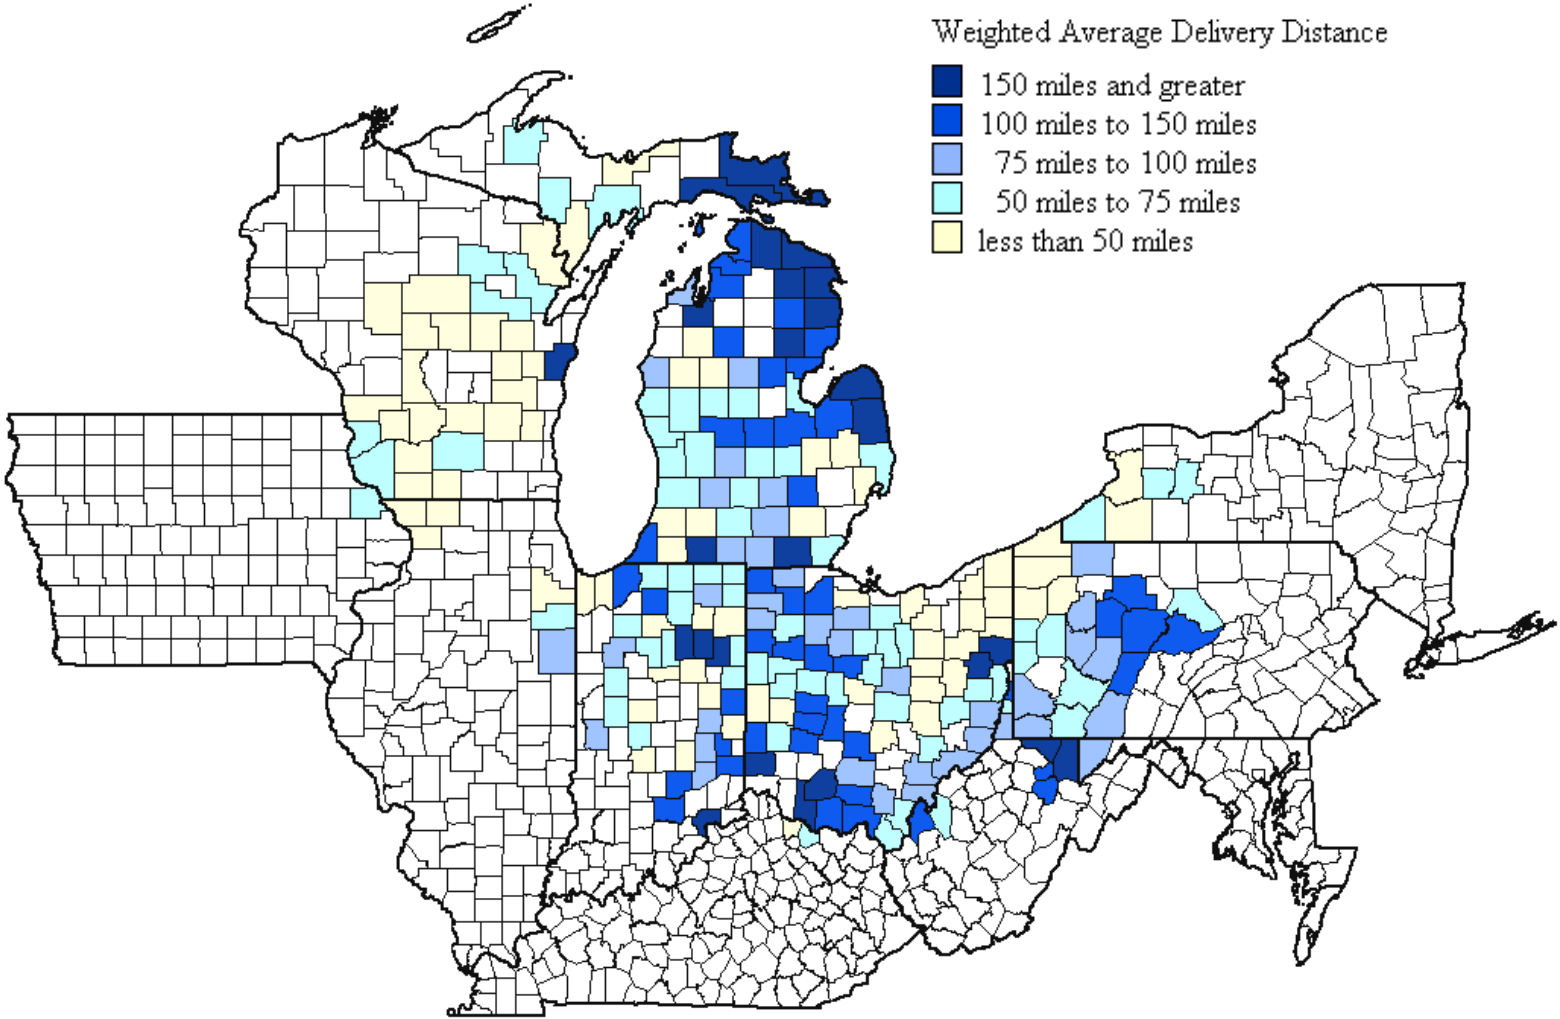 Weighted Average Delivery Distance
150 miles and greater
100 miles to 150 miles
75 miles to 100 miles
50 miles to 75 miles
less than 50 miles